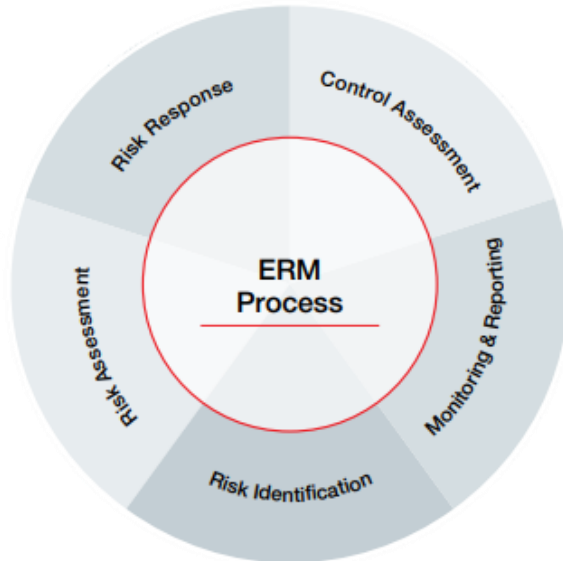 Risk Response
Control Assessment
ERM
Process
Risk Assessment
Monitoring & Reporting
Risk Identification